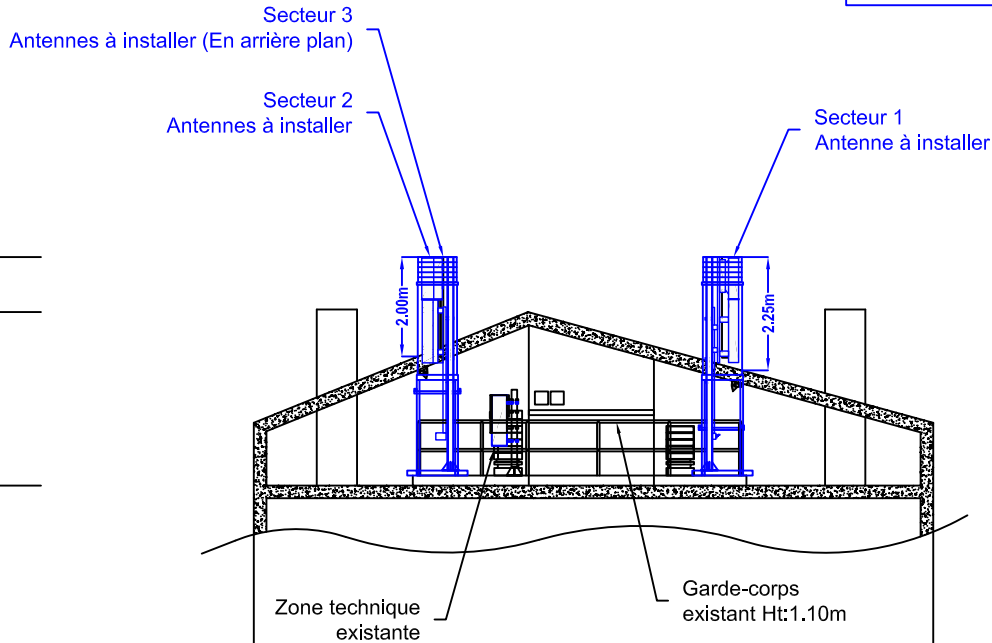 Secteur 3
Antennes à installer (En arrière plan)
Secteur 2
Antennes à installer
Secteur 1
Antenne à installer
2.00m
2.25m
Zone technique
existante
Garde-corps
existant Ht:1.10m